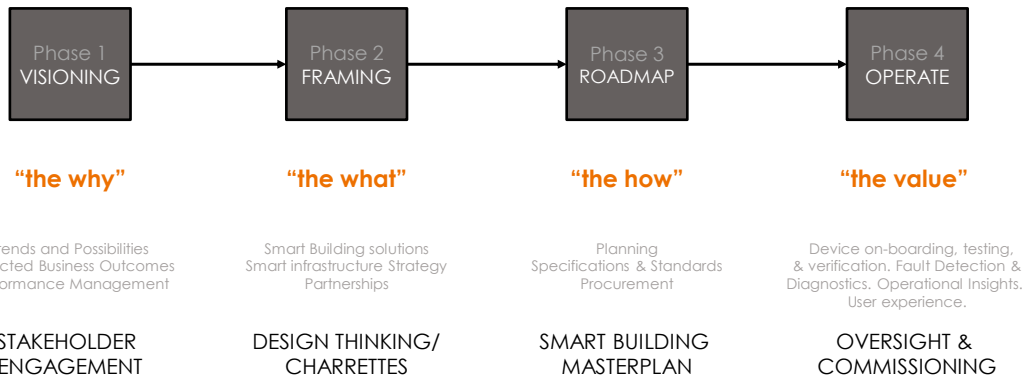 Phase 1
VISIONING
Phase 2
FRAMING
Phase 3
ROADMAP
Phase 4
OPERATE
“the why”
“the what”
“the how”
“the value”
and Possibilities
Business Outcomes
Management
Smart Building solutions
Smart infrastructure Strategy
Partnerships
Planning
Specifications & Standards
Procurement
Device on-boarding, testing,
& verification. Fault Detection &
Diagnostics. Operational Insights.
User experience.
STAKEHOLDER
ENGAGEMENT
DESIGN THINKING/
CHARRETTES
SMART BUILDING
MASTERPLAN
OVERSIGHT &
COMMISSIONING